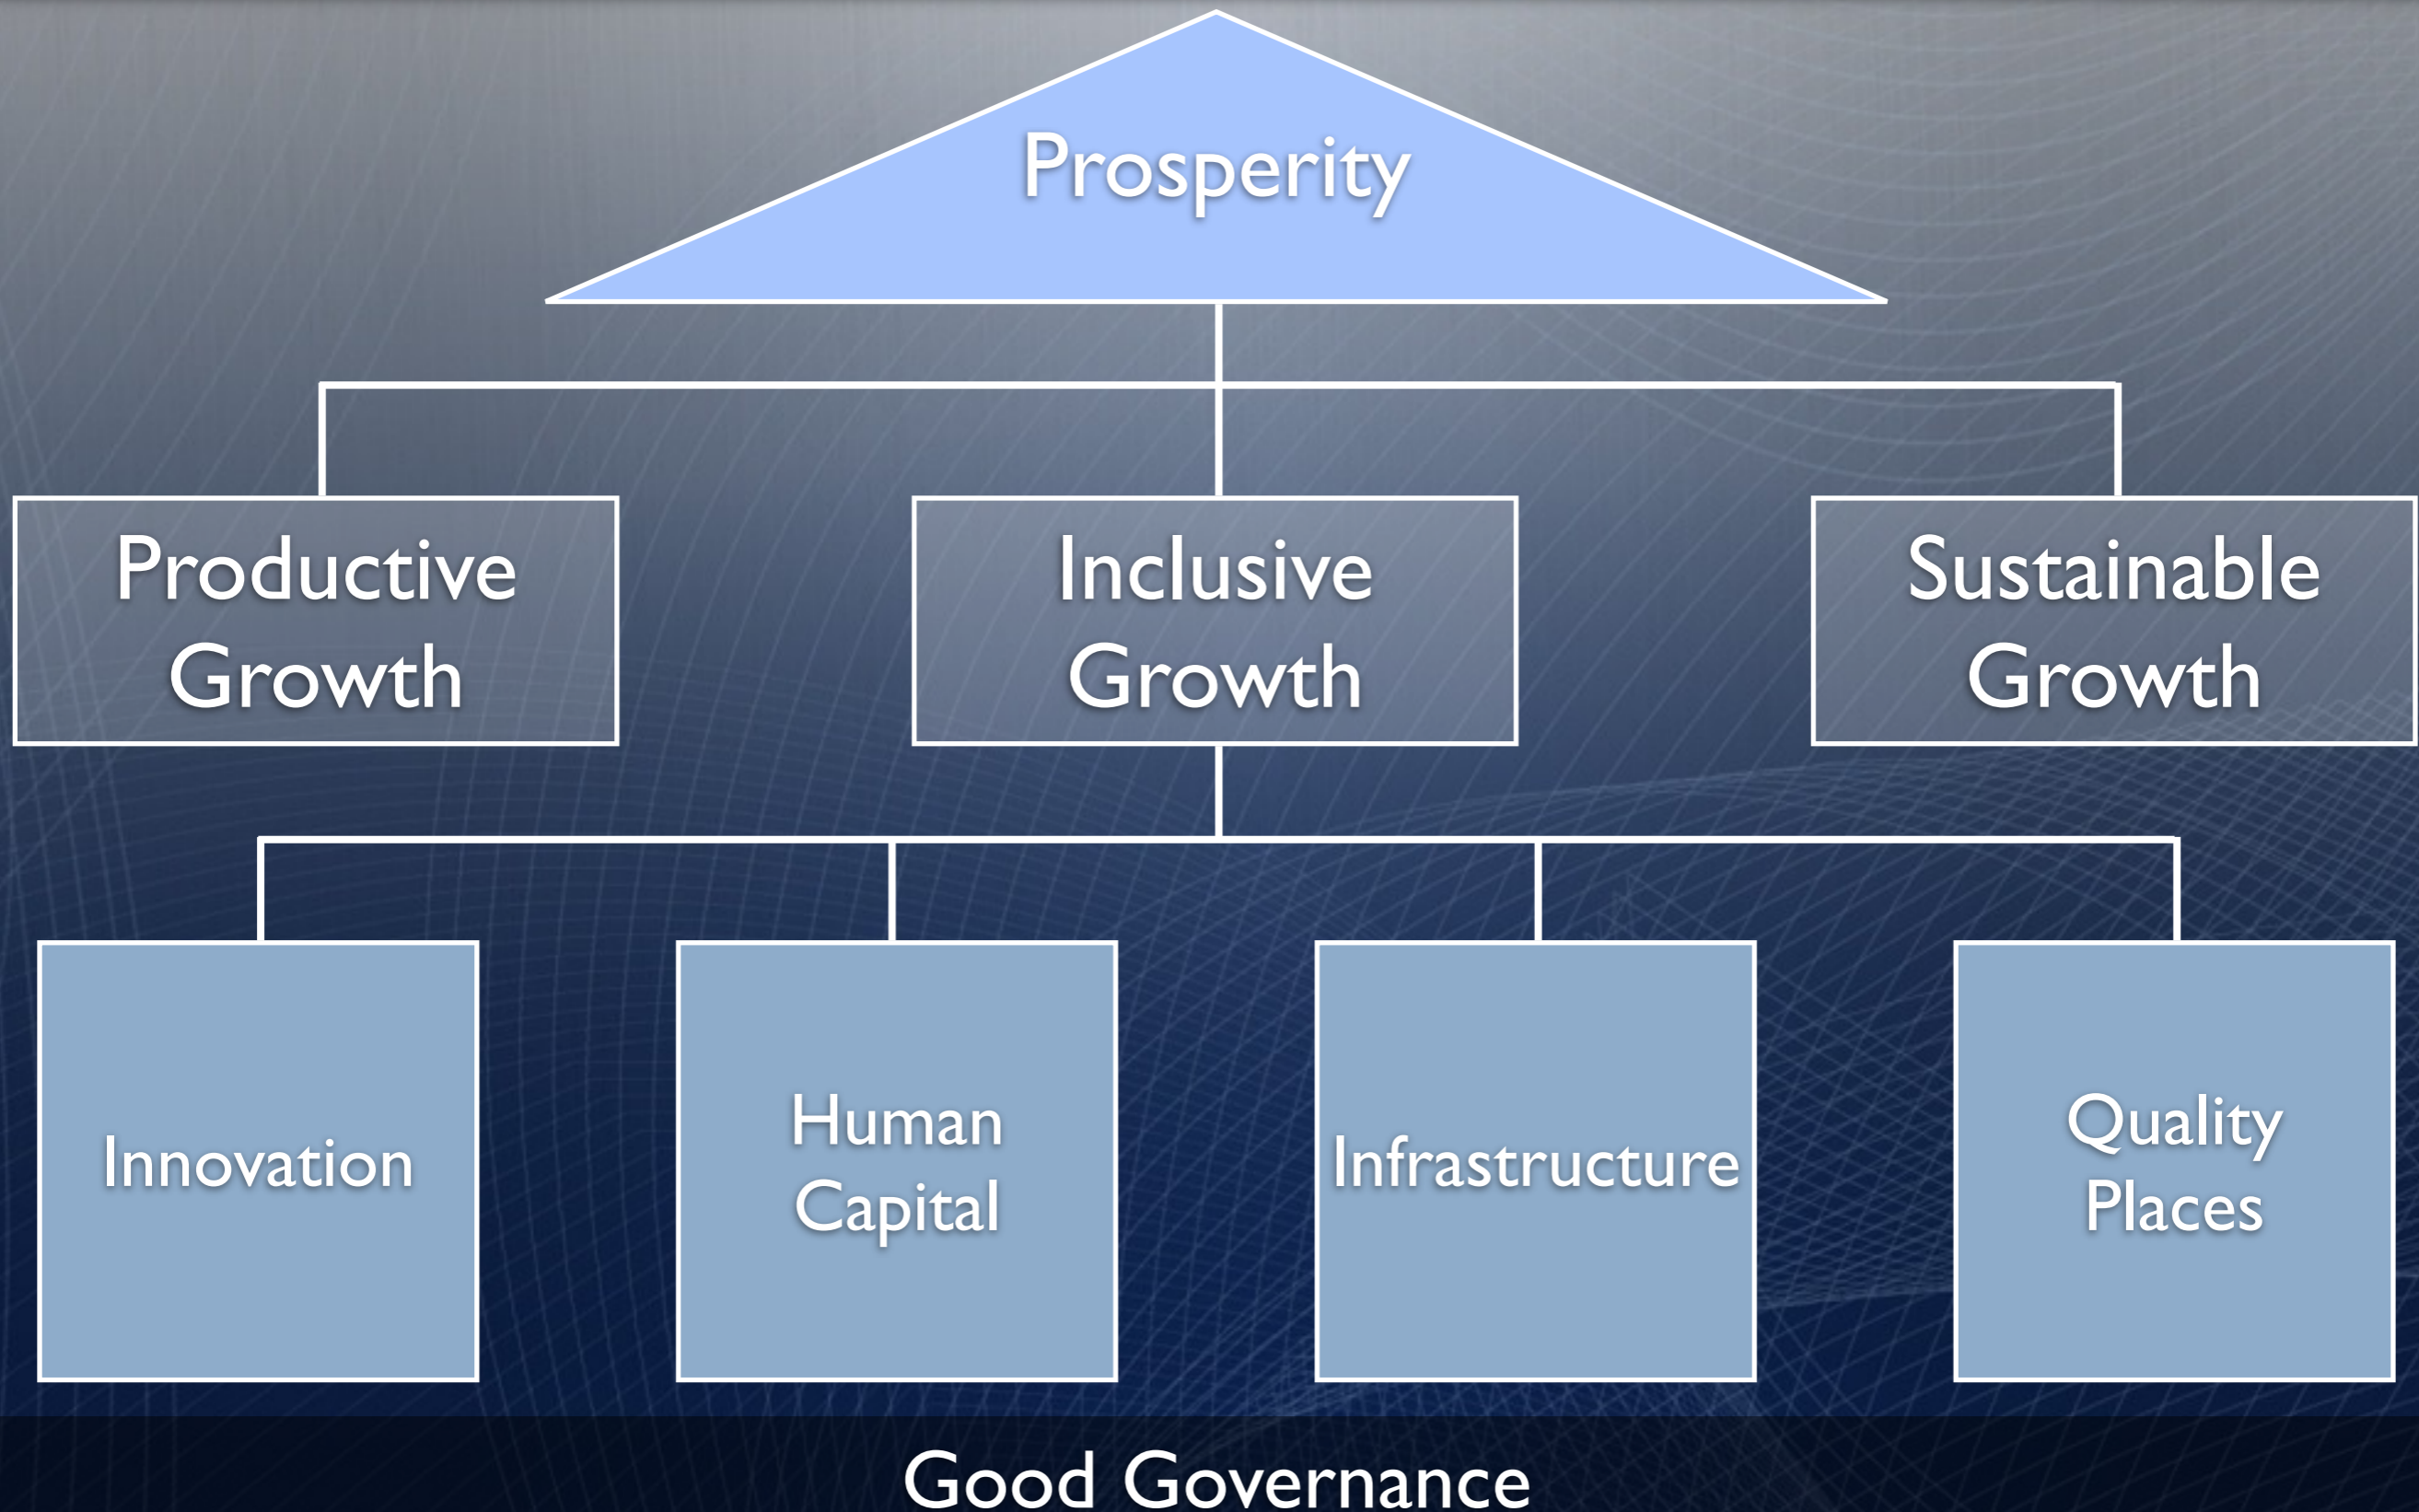 Prosperity
Productive
Growth
Inclusive
Growth
Sustainable
Growth
Innovation
Human
Capital
Infrastructure
Quality
Places
Good Governance